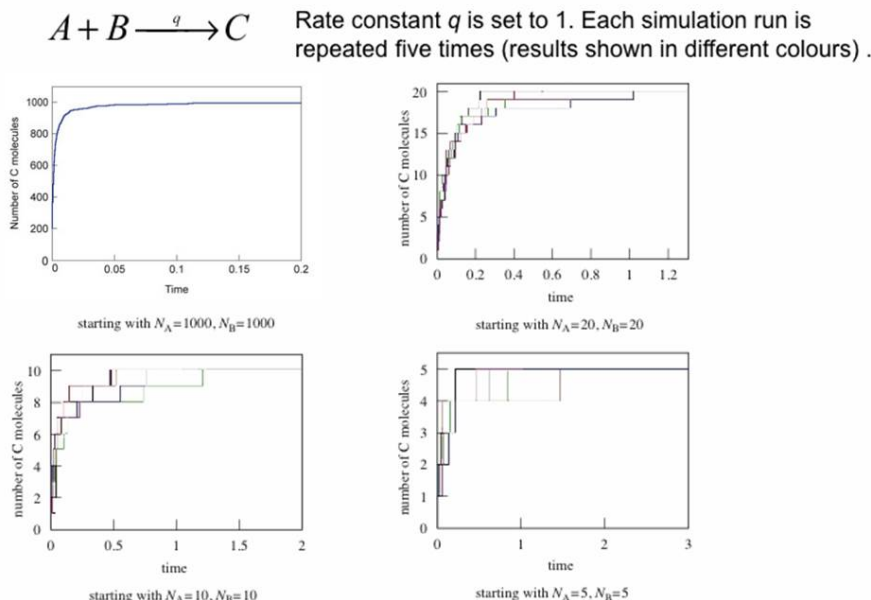 A + B —q→ C
Rate constant q is set to 1. Each simulation run is
repeated five times (results shown in different colours) .
Number of C molecules
1000
800
600
400
200
0
0 0.05 0.1 0.15 0.2
Time
starting with NA=1000, NB=1000
number of C molecules
20
15
10
5
0
0 0.2 0.4 0.6 0.8 1 1.2
time
starting with NA=20, NB=20
number of C molecules
10
8
6
4
2
0
0 0.5 1 1.5 2
time
starting with NA=10, NB=10
number of C molecules
5
4
3
2
1
0
0 1 2 3
time
starting with NA=5, NB=5